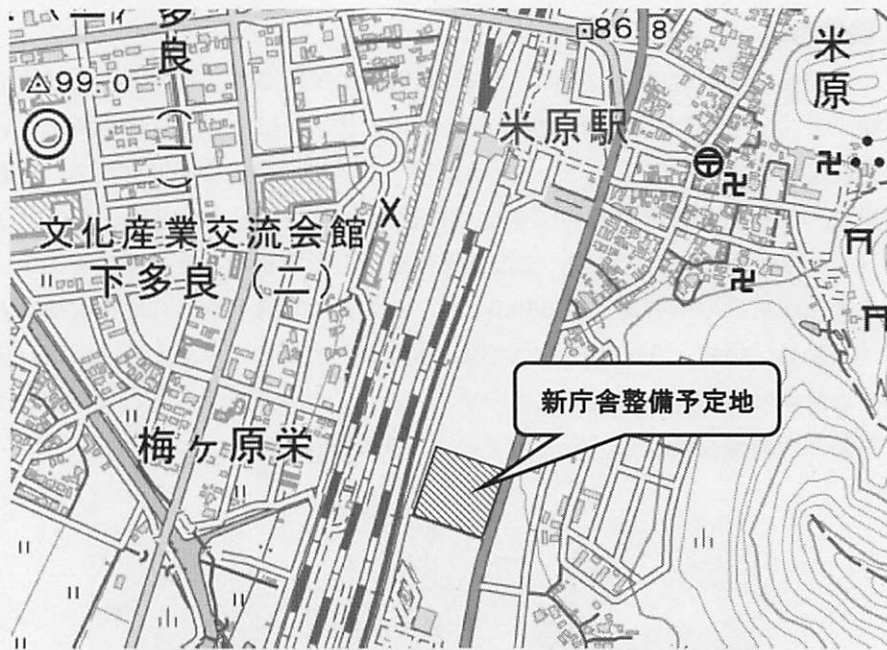 多良（一）
99.0
86.8
米原
米原駅
文化産業交流会館
X
下多良（二）
新庁舎整備予定地
梅ヶ原栄